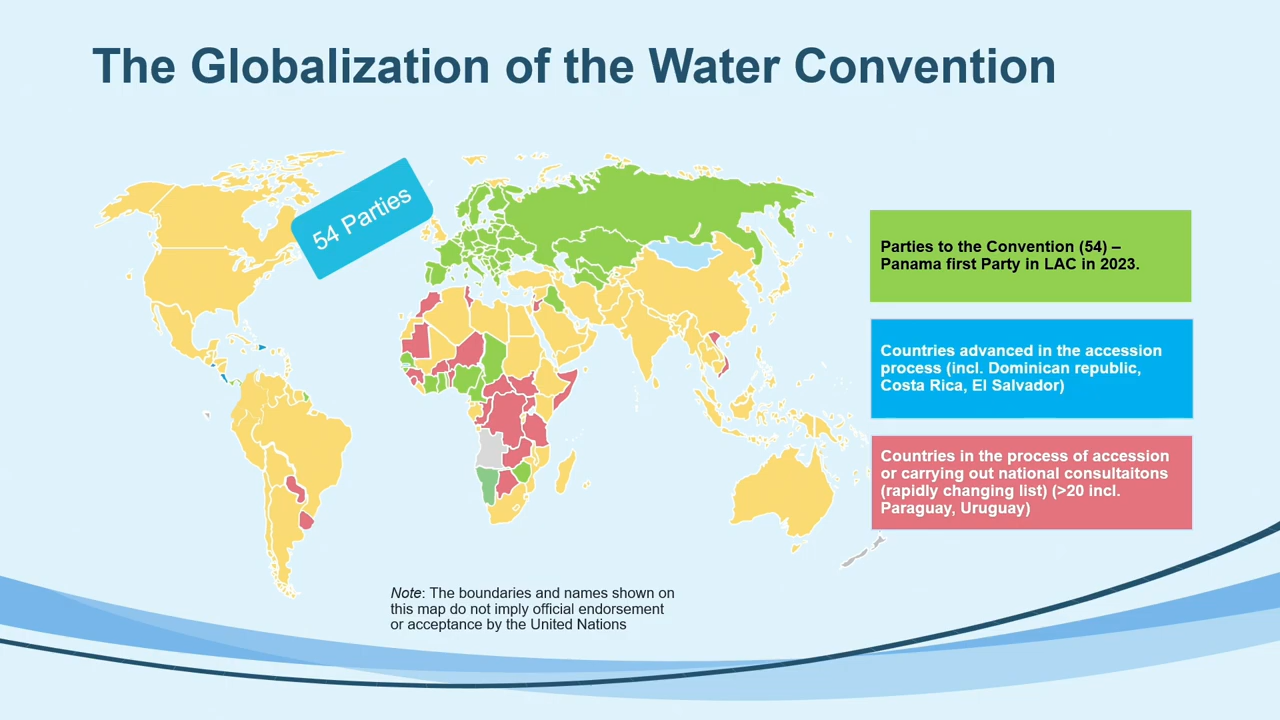 The Globalization of the Water Convention
54 Parties
Parties to the Convention (54) –
Panama first Party in LAC in 2023.
Countries advanced in the accession
process (incl. Dominican republic,
Costa Rica, El Salvador)
Countries in the process of accession
or carrying out national consultaitons
(rapidly changing list) (>20 incl.
Paraguay, Uruguay)
Note: The boundaries and names shown on
this map do not imply official endorsement
or acceptance by the United Nations